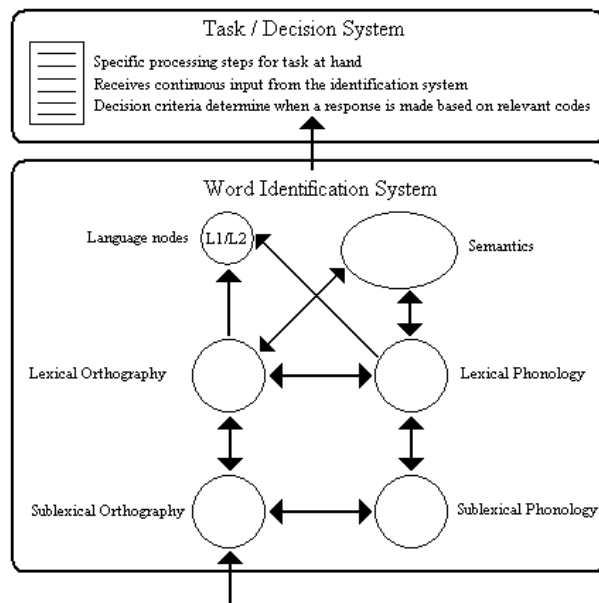 Task / Decision System
Specific processing steps for task at hand
Receives continuous input from the identification system
Decision criteria determine when a response is made based on relevant codes
Word Identification System
Language nodes
L1/L2
Semantics
Lexical Orthography
Lexical Phonology
Sublexical Orthography
Sublexical Phonology